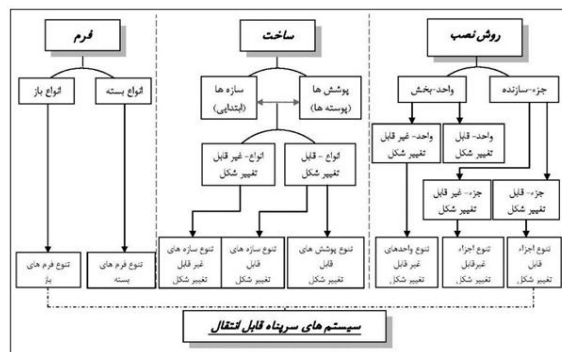 روش نصب
ساخت
فرم
جزء-سازنده
واحد-بخش
پوشش ها
(پوسته ها)
سازه ها
(ابتدایی)
انواع بسته
انواع باز
واحد- قابل
تغییر شکل
واحد- غیر قابل
تغییر شکل
انواع - قابل
تغییر شکل
انواع- غیر قابل
تغییر شکل
جزء- قابل
تغییر شکل
جزء- غیر قابل
تغییر شکل
تنوع اجزاء
قابل
تغییر شکل
تنوع اجزاء
غیرقابل
تغییر شکل
تنوع واحدهای
غیر قابل
تغییر شکل
تنوع پوشش های
قابل
تغییر شکل
تنوع سازه های
قابل
تغییر شکل
تنوع سازه های
غیر قابل
تغییر شکل
تنوع فرم های
بسته
تنوع فرم های
باز
سیستم های سرپناه قابل انتقال